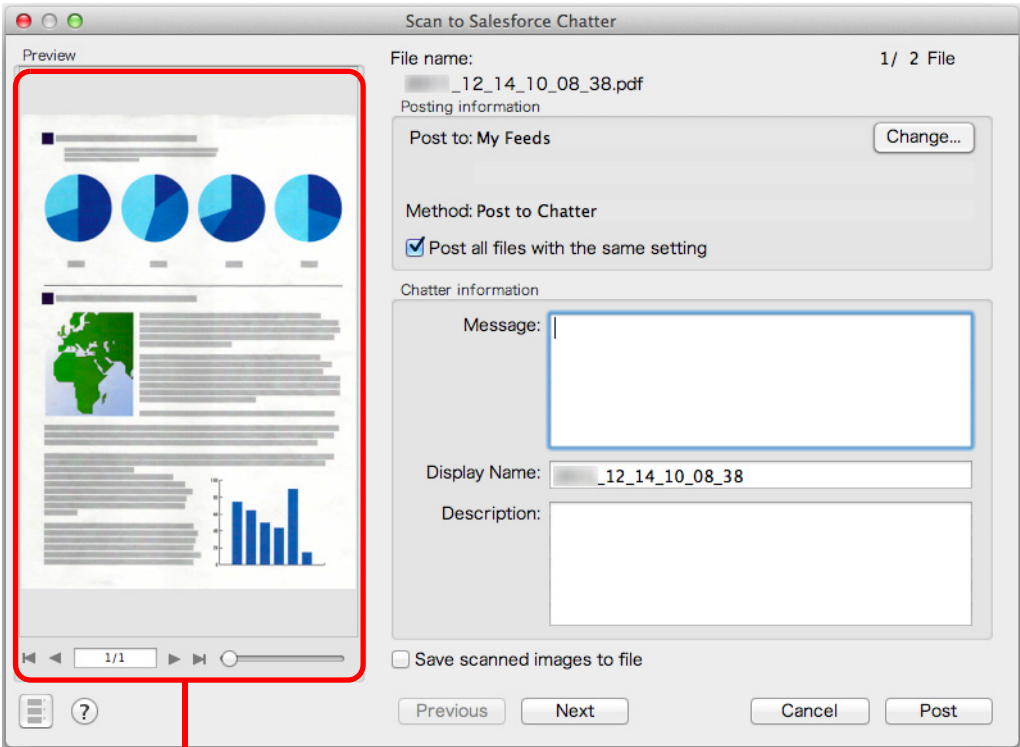 Scan to Salesforce Chatter
Preview
1/1
File name:
1/ 2 File
_12_14_10_08_38.pdf
Posting information
Post to: My Feeds
Change...
Method: Post to Chatter
Post all files with the same setting
Chatter information
Message:
Display Name: _12_14_10_08_38
Description:
Save scanned images to file
?
Previous
Next
Cancel
Post